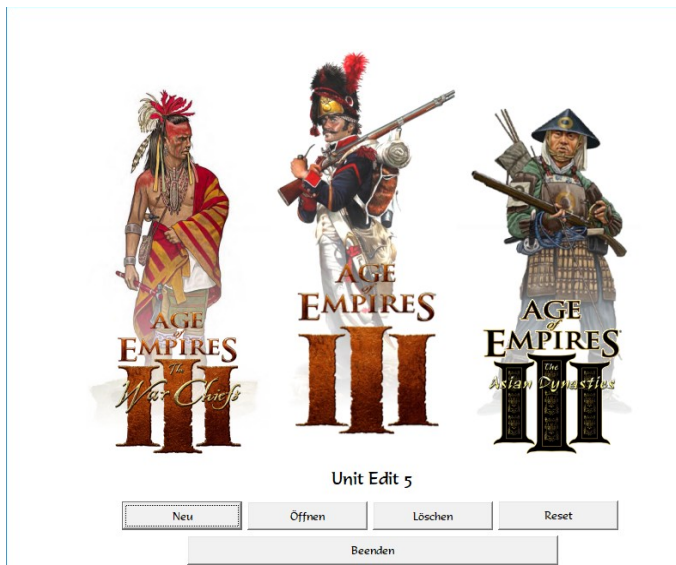 AGE
of
EMPIRES
III
The
War Chiefs
AGE
of
EMPIRES
III
AGE
of
EMPIRES
III
The
Asian Dynasties
Unit Edit 5
Neu
Öffnen
Löschen
Reset
Beenden